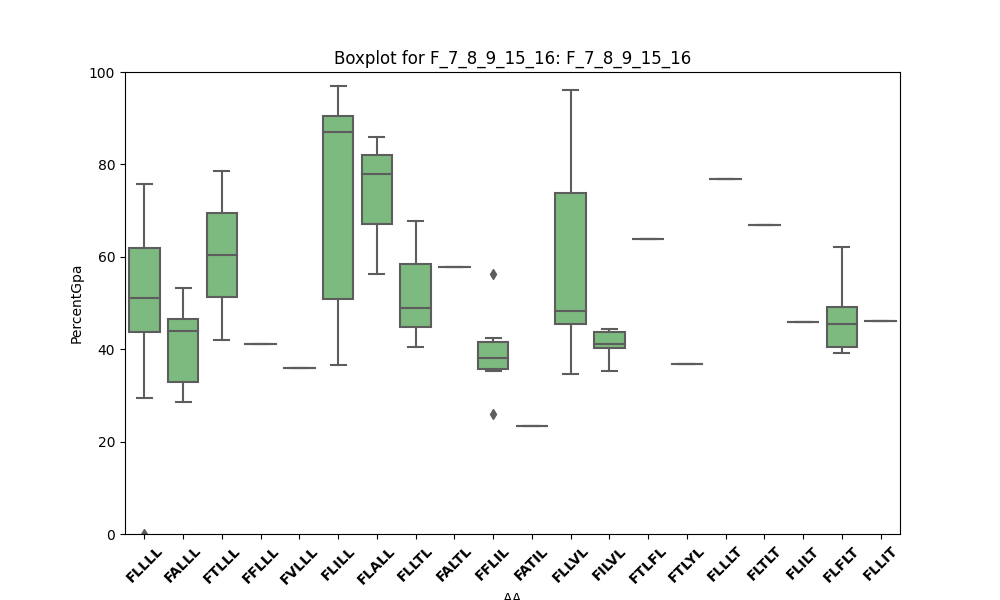 Boxplot for F_7_8_9_15_16: F_7_8_9_15_16
100
80
60
40
20
0
PercentGpa
FLLLL
FALLL
FTLLL
FFLLL
FVLLL
FLILL
FLALL
FLLTL
FALTL
FFLIL
FATIL
FLLVL
FILVL
FTLFL
FTLYL
FLLLT
FLTLT
FLILT
FLFLT
FLLIT
AA